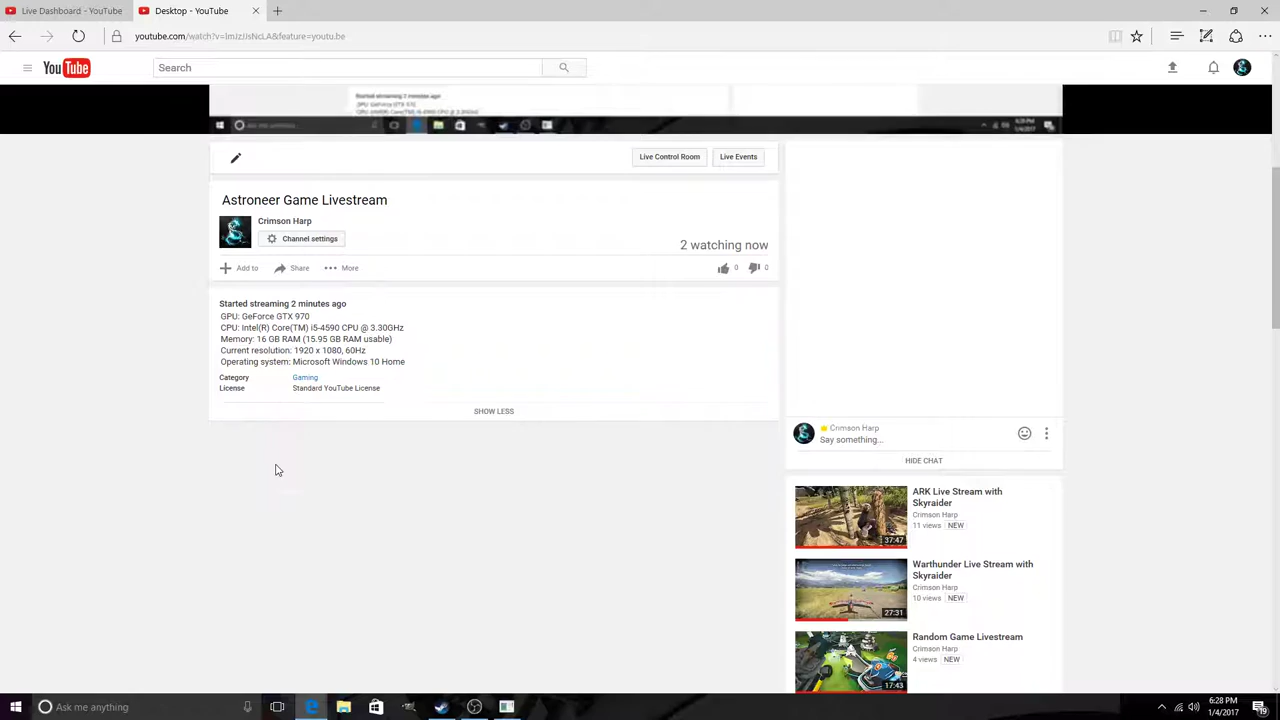 Live Dashboard - YouTube
Desktop - YouTube
youtube.com/watch?v=lmJzJJsNcLA&feature=youtu.be
YouTube
Search
Started streaming 2 minutes ago
Live Control Room
Live Events
Astroneer Game Livestream
Crimson Harp
Channel settings
2 watching now
Add to
Share
More
0
0
Started streaming 2 minutes ago
GPU: GeForce GTX 970
CPU: Intel(R) Core(TM) i5-4590 CPU @ 3.30GHz
Memory: 16 GB RAM (15.95 GB RAM usable)
Current resolution: 1920 x 1080, 60Hz
Operating system: Microsoft Windows 10 Home
Category Gaming
License Standard YouTube License
SHOW LESS
Crimson Harp
Say something...
HIDE CHAT
ARK Live Stream with
Skyraider
Crimson Harp
11 views NEW
37:47
Warthunder Live Stream with
Skyraider
Crimson Harp
10 views NEW
27:31
Random Game Livestream
Crimson Harp
4 views NEW
17:43
Ask me anything
6:28 PM
1/4/2017